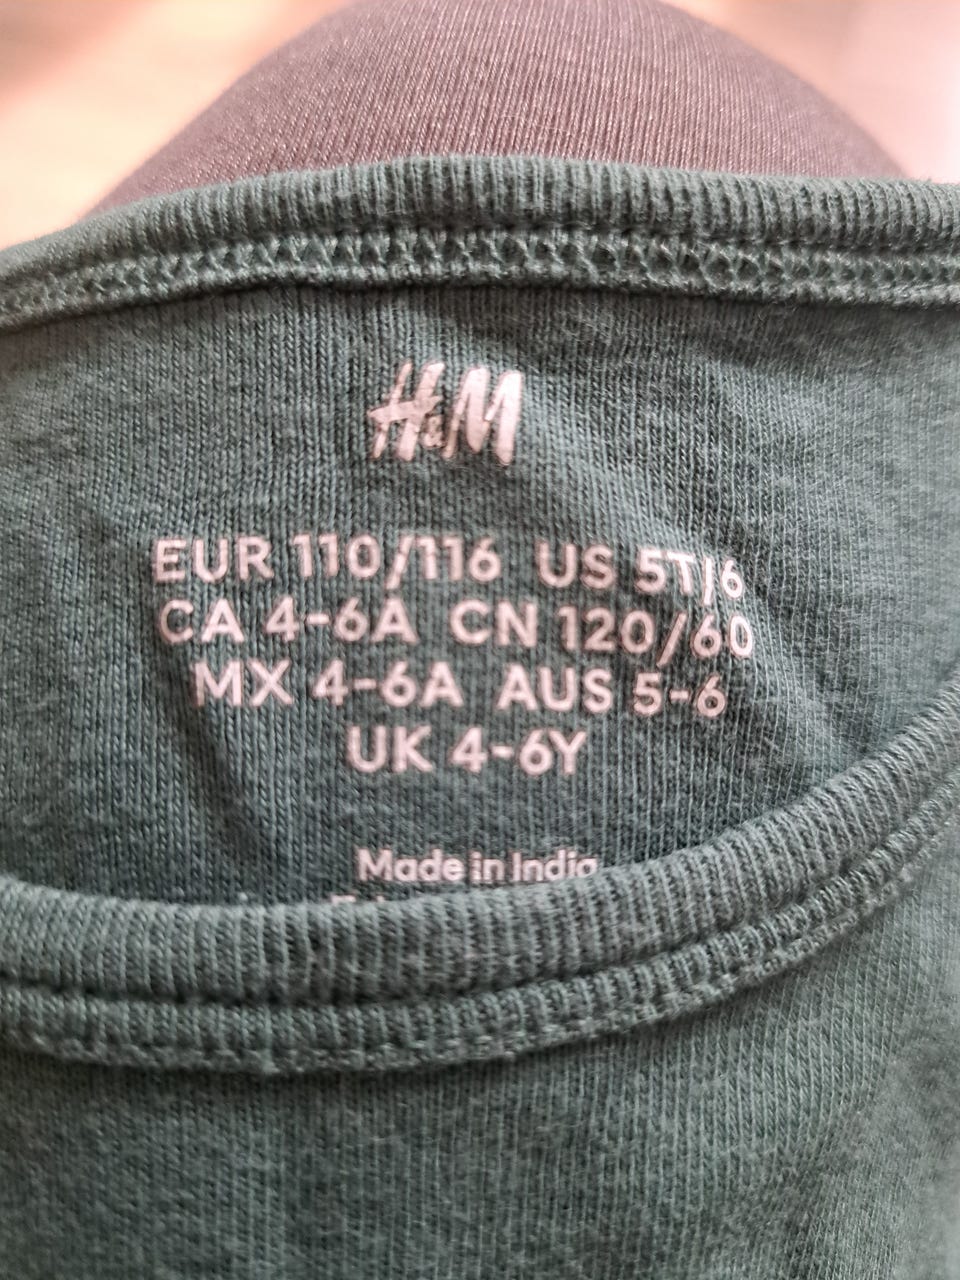 H&M
EUR 110/116 US 5T/6
CA 4-6A CN 120/60
MX 4-6A AUS 5-6
UK 4-6Y
Made in India